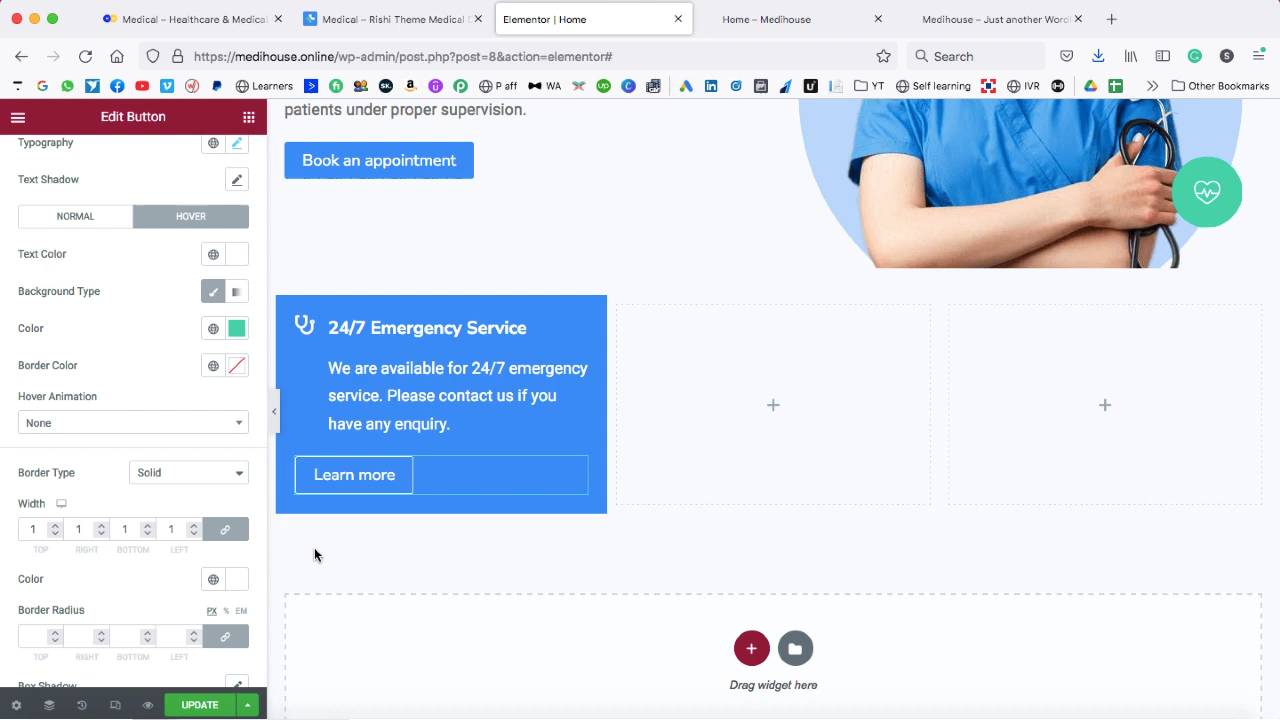 Medical – Healthcare & Medical
Medical – Rishi Theme Medical D
Elementor | Home
Home – Medihouse
Medihouse – Just another Word
https://medihouse.online/wp-admin/post.php?post=8&action=elementor#
Search
Learners
P aff
WA
YT
Self learning
IVR
Other Bookmarks
Edit Button
patients under proper supervision.
Book an appointment
Typography
Text Shadow
NORMAL
HOVER
Text Color
Background Type
Color
Border Color
Hover Animation
None
Border Type
Solid
Width
1 1 1 1
TOP RIGHT BOTTOM LEFT
Color
Border Radius
PX % EM
TOP RIGHT BOTTOM LEFT
Box Shadow
UPDATE
24/7 Emergency Service
We are available for 24/7 emergency
service. Please contact us if you
have any enquiry.
Learn more
Drag widget here